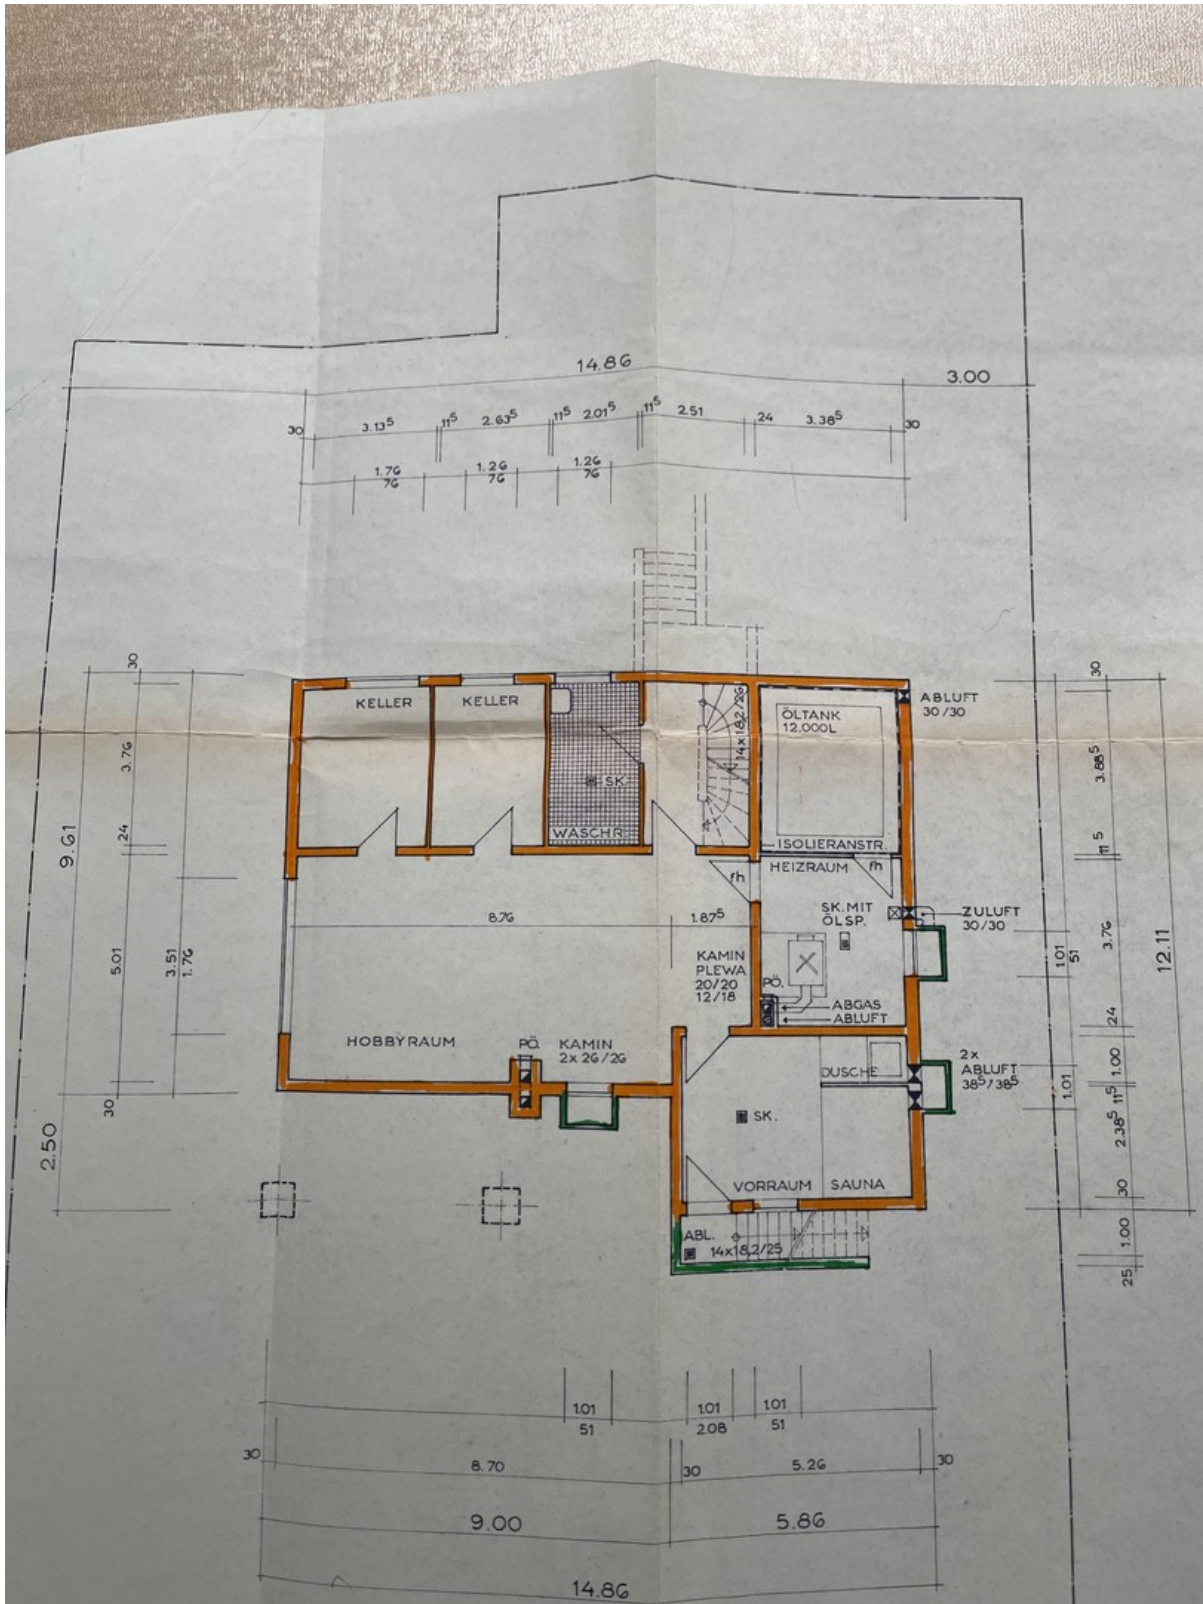 14.86
3.00
30 3.13⁵ 11⁵ 2.63⁵ 11⁵ 2.01⁵ 11⁵ 2.51 24 3.38⁵ 30
1.76 1.26 1.26
76 76 76
30
3.76
24
9.61
5.01
3.51
1.76
30
2.50
KELLER
KELLER
SK.
WASCHR.
14x18,2/26
ÖLTANK
12.000L
ISOLIERANSTR.
ABLUFT
30/30
HEIZRAUM
fh
fh
SK. MIT
ÖLSP.
ZULUFT
30/30
8.76
1.87⁵
KAMIN
PLEWA
20/20
12/18
PÖ.
ABGAS
ABLUFT
HOBBYRAUM
PÖ
KAMIN
2x 26/26
DUSCHE
2x
ABLUFT
38⁵/38⁵
SK.
VORRAUM
SAUNA
ABL.
14x18,2/25
30
3.88⁵
11⁵
3.76
1.01
51
12.11
24
1.00
1.01
11⁵
2.38⁵
30
1.00
25
1.01 1.01 1.01
51 2.08 51
30 8.70 30 5.26 30
9.00 5.86
14.86